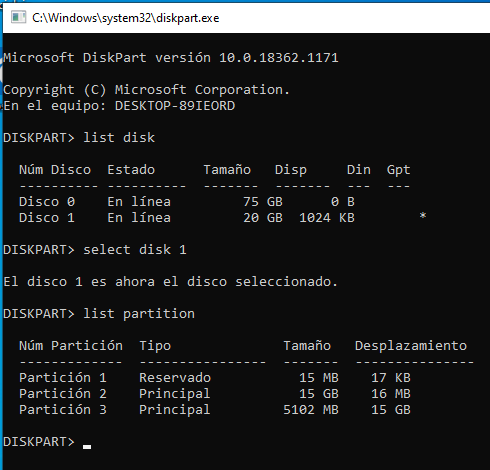 C:\Windows\system32\diskpart.exe
Microsoft DiskPart versión 10.0.18362.1171
Copyright (C) Microsoft Corporation.
En el equipo: DESKTOP-89IEORD
DISKPART> list disk
Núm Disco  Estado      Tamaño   Disp     Din  Gpt
---------- ----------  -------  -------  ---  ---
Disco 0    En línea        75 GB      0 B
Disco 1    En línea        20 GB  1024 KB        *
DISKPART> select disk 1
El disco 1 es ahora el disco seleccionado.
DISKPART> list partition
Núm Partición  Tipo              Tamaño   Desplazamiento
-------------  ----------------  -------  ---------------
Partición 1    Reservado           15 MB    17 KB
Partición 2    Principal           15 GB    16 MB
Partición 3    Principal         5102 MB    15 GB
DISKPART>